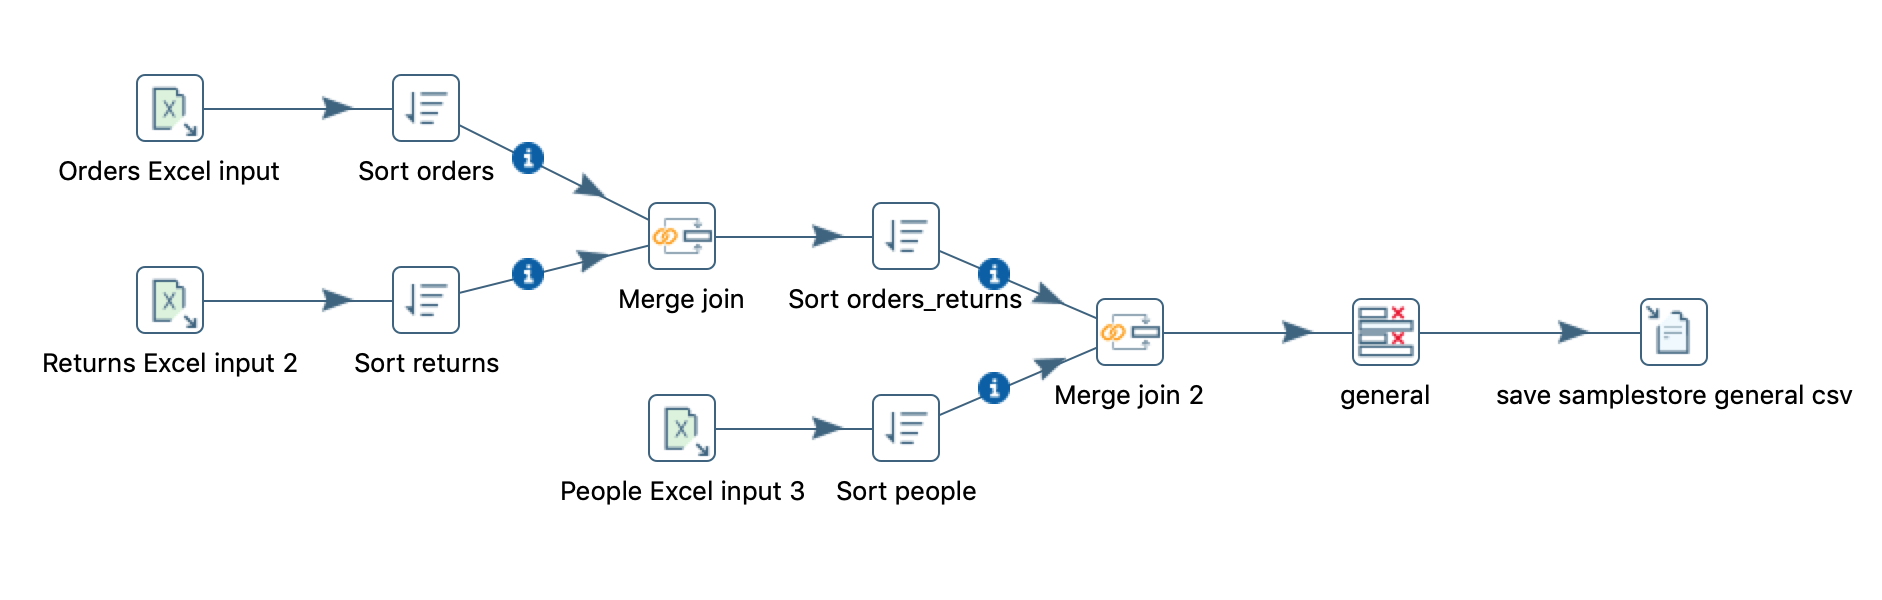 Orders Excel input
Sort orders
Returns Excel input 2
Sort returns
Merge join
Sort orders_returns
People Excel input 3
Sort people
Merge join 2
general
save samplestore general csv